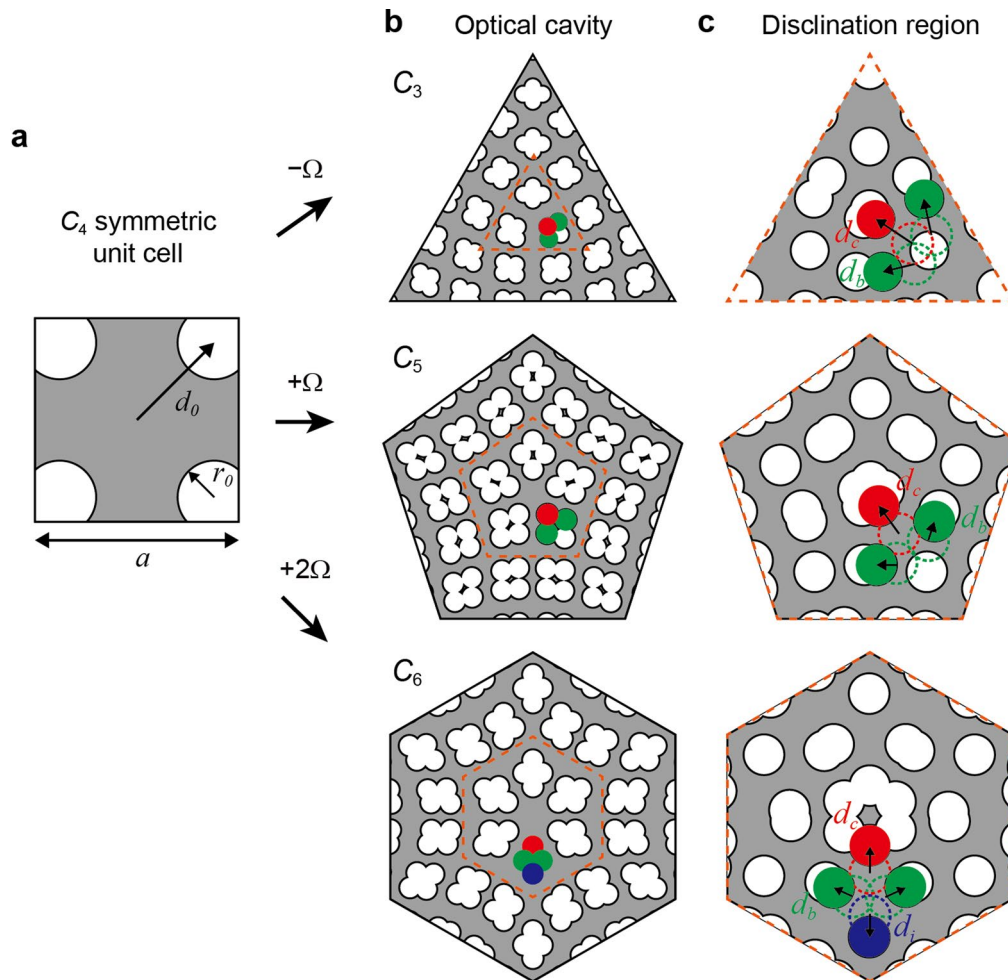 b Optical cavity
c Disclination region
C3
a
−Ω
C4 symmetric
unit cell
dc
db
C5
+Ω
d0
r0
a
dc
db
+2Ω
C6
dc
db
di